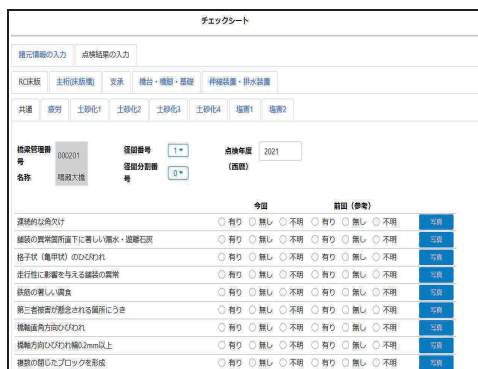 チェックシート
諸元情報の入力 点検結果の入力
RC床版 主桁(床版橋) 支承 橋台・橋脚・基礎 伸縮装置・排水装置
共通 疲労 土砂化1 土砂化2 土砂化3 土砂化4 塩害1 塩害2
橋梁管理番号 000201 径間番号 1 点検年度(西暦) 2021
名称 鳴瀬大橋 径間分割番号 0
今回 前回(参考)
連続的な角欠け 有り 無し 不明 有り 無し 不明 写真
舗装の異常箇所直下に著しい漏水・遊離石灰 有り 無し 不明 有り 無し 不明 写真
格子状(亀甲状)のひびわれ 有り 無し 不明 有り 無し 不明 写真
走行性に影響を与える舗装の異常 有り 無し 不明 有り 無し 不明 写真
鉄筋の著しい腐食 有り 無し 不明 有り 無し 不明 写真
第三者被害が懸念される箇所にうき 有り 無し 不明 有り 無し 不明 写真
橋軸直角方向ひびわれ 有り 無し 不明 有り 無し 不明 写真
橋軸方向ひびわれ幅0.2mm以上 有り 無し 不明 有り 無し 不明 写真
複数の閉じたブロックを形成 有り 無し 不明 有り 無し 不明 写真